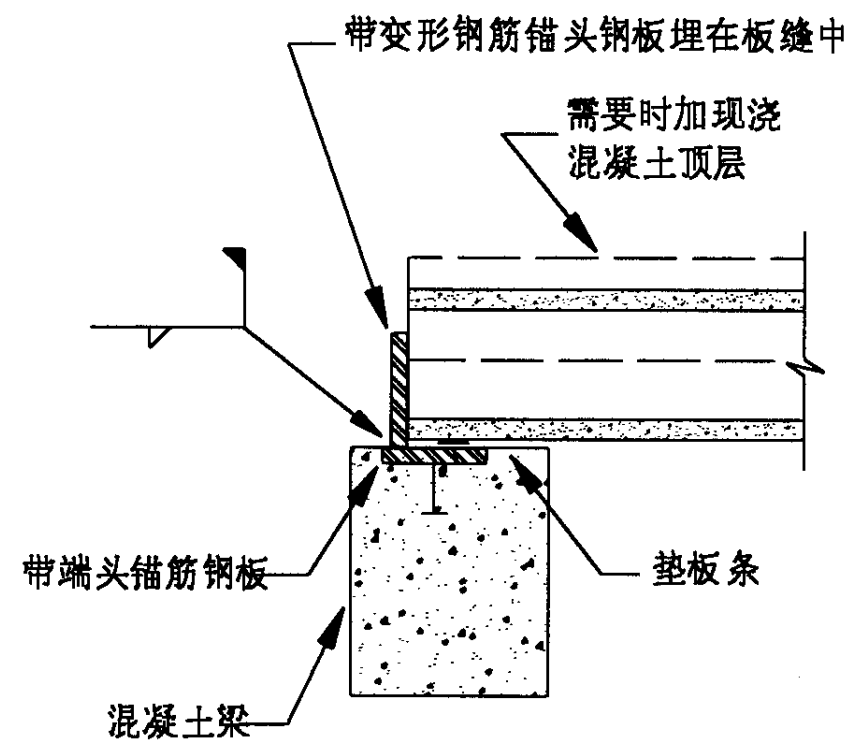 带变形钢筋锚头钢板埋在板缝中
需要时加现浇
混凝土顶层
带端头锚筋钢板
垫板条
混凝土梁